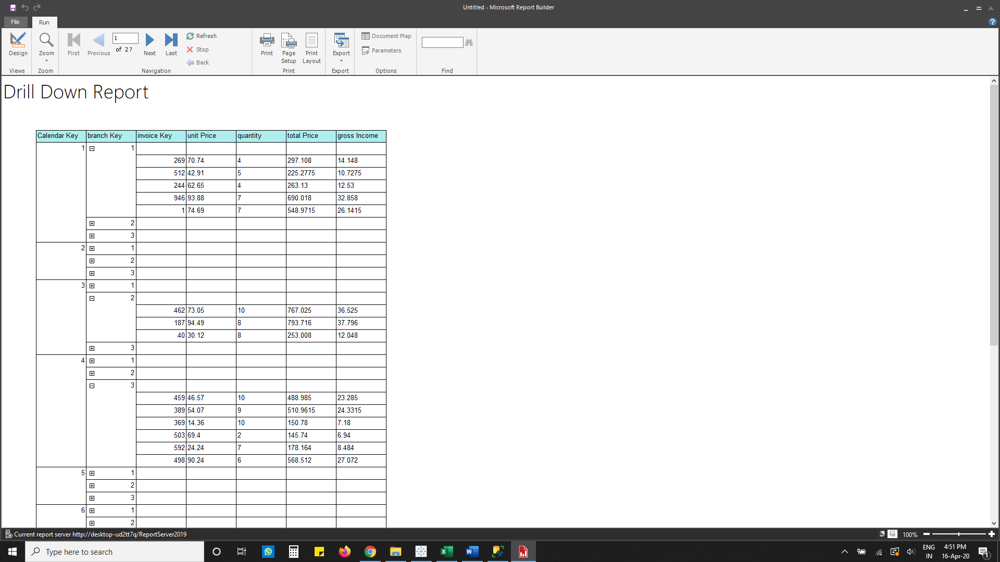 Untitled - Microsoft Report Builder
File Run
?
Design Zoom First Previous 1 of 2 ? Next Last Refresh Stop Back
Print Page Setup Print Layout Export Document Map Parameters
Views Zoom Navigation Print Export Options Find
Drill Down Report
Calendar Key branch Key invoice Key unit Price quantity total Price gross Income
1 1
269 70.74 4 297.108 14.148
512 42.91 5 225.2775 10.7275
244 62.65 4 263.13 12.53
946 93.88 7 690.018 32.858
1 74.69 7 548.9715 26.1415
2
3
2 1
2
3
3 1
2
462 73.05 10 767.025 36.525
187 94.49 8 793.716 37.796
40 30.12 8 253.008 12.048
3
4 1
2
3
459 46.57 10 488.985 23.285
389 54.07 9 510.9615 24.3315
369 14.36 10 150.78 7.18
503 69.4 2 145.74 6.94
592 24.24 7 178.164 8.484
498 90.24 6 568.512 27.072
5 1
2
3
6 1
2
Current report server http://desktop-ud2tt7q/ReportServer2019
100%
Type here to search
ENG
IN
4:51 PM
16-Apr-20
1